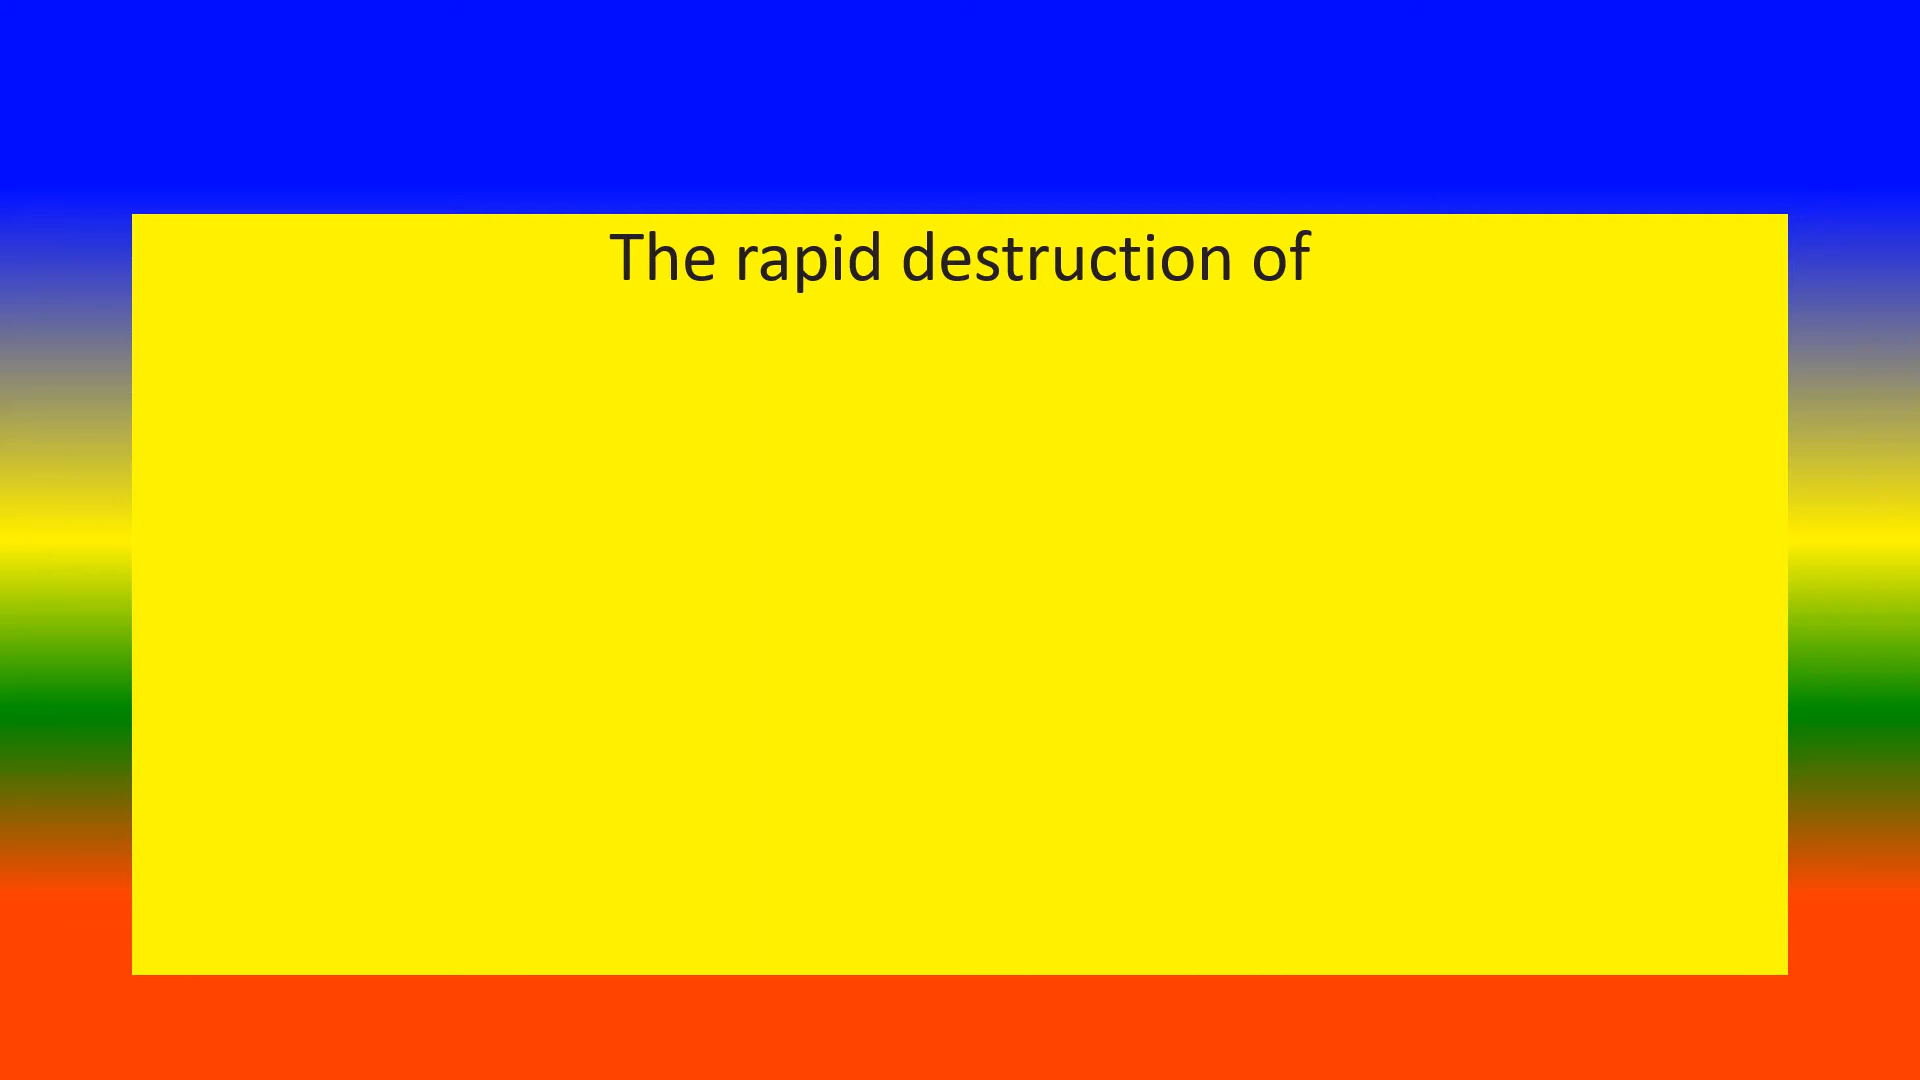 The rapid destruction of